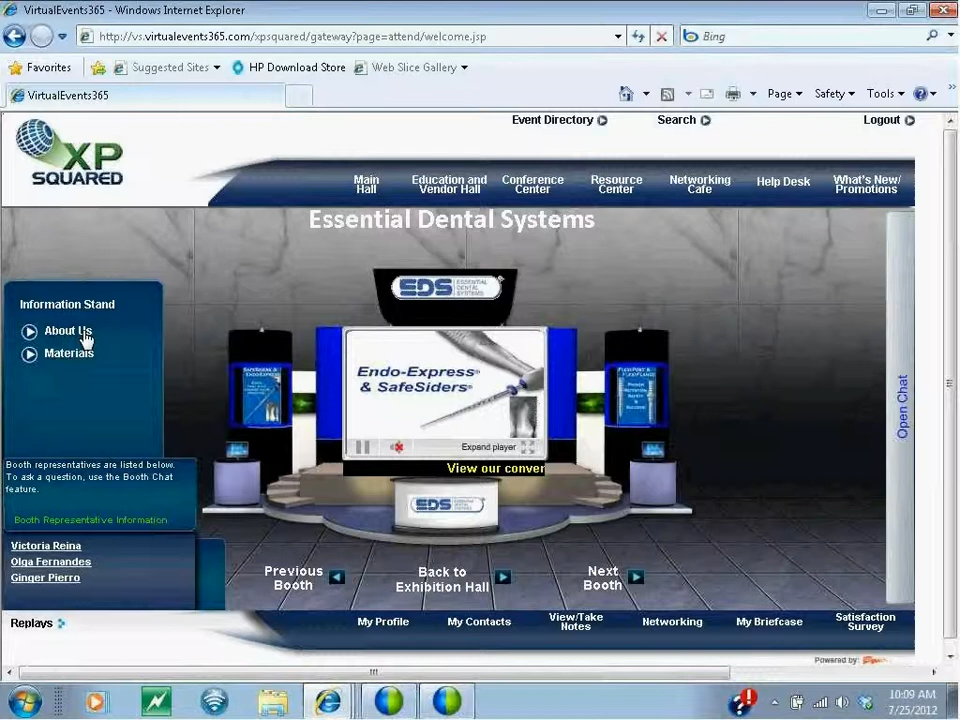 VirtualEvents365 - Windows Internet Explorer
http://vs.virtualevents365.com/xpsquared/gateway?page=attend/welcome.jsp
Bing
Favorites
Suggested Sites
HP Download Store
Web Slice Gallery
VirtualEvents365
Page
Safety
Tools
Event Directory
Search
Logout
XP
SQUARED
Main
Hall
Education and
Vendor Hall
Conference
Center
Resource
Center
Networking
Cafe
Help Desk
What's New/
Promotions
Essential Dental Systems
EDS ESSENTIAL
DENTAL
SYSTEMS
Information Stand
About Us
Materials
Endo-Express®
& SafeSiders®
Expand player
View our conver
EDS
Open Chat
Booth representatives are listed below.
To ask a question, use the Booth Chat
feature.
Booth Representative Information
Victoria Reina
Olga Fernandes
Ginger Pierro
Previous
Booth
Back to
Exhibition Hall
Next
Booth
Replays
My Profile
My Contacts
View/Take
Notes
Networking
My Briefcase
Satisfaction
Survey
Powered by:
10:09 AM
7/25/2012